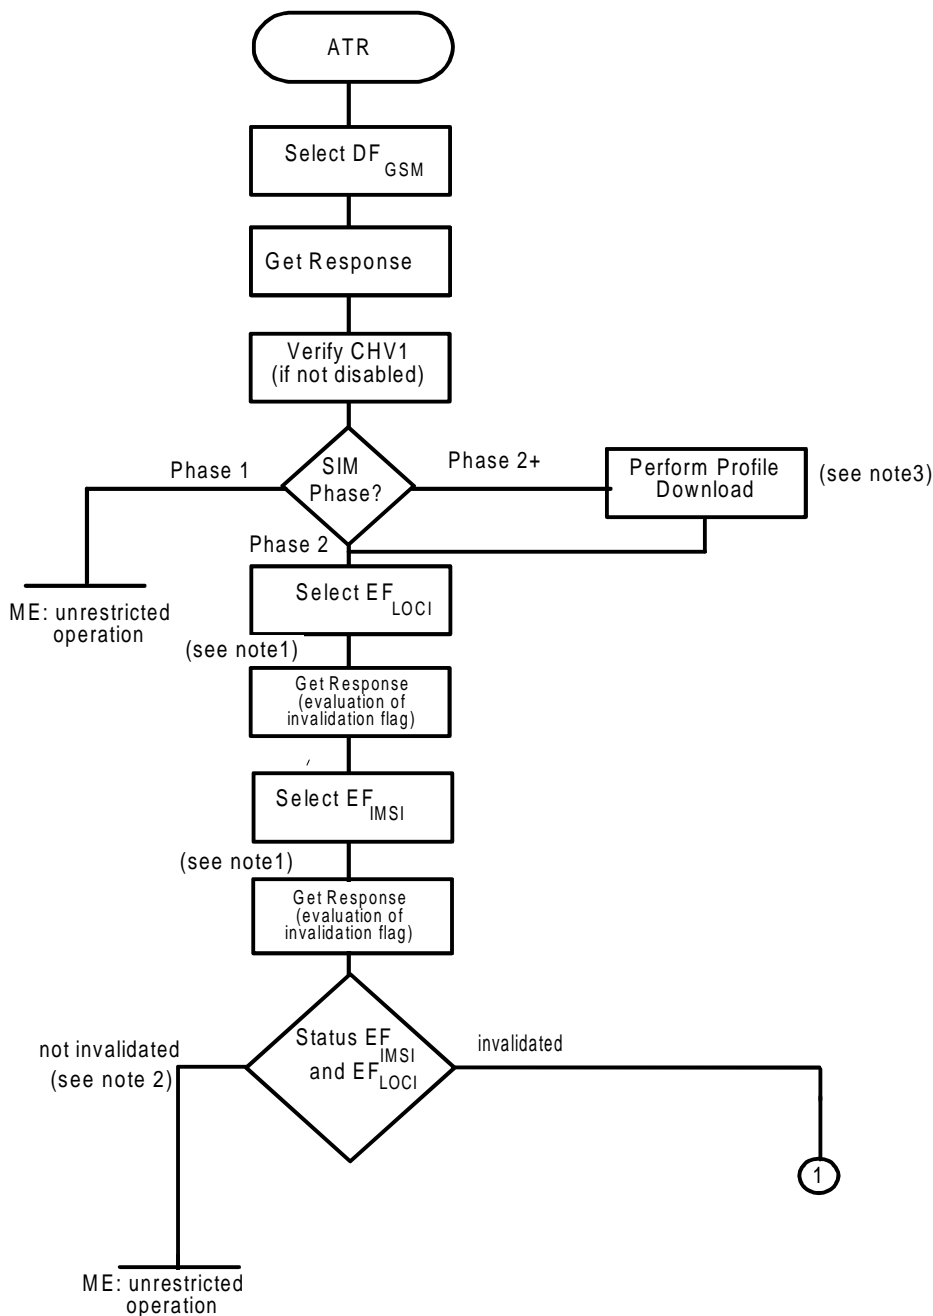 ATR
Select DF GSM
Get Response
Verify CHV1
(if not disabled)
Phase 1
SIM
Phase?
Phase 2+
Perform Profile
Download
(see note3)
Phase 2
Select EF LOCI
ME: unrestricted
operation
(see note1)
Get Response
(evaluation of
invalidation flag)
Select EF IMSI
(see note1)
Get Response
(evaluation of
invalidation flag)
not invalidated
(see note 2)
Status EF IMSI
and EF LOCI
invalidated
1
ME: unrestricted
operation